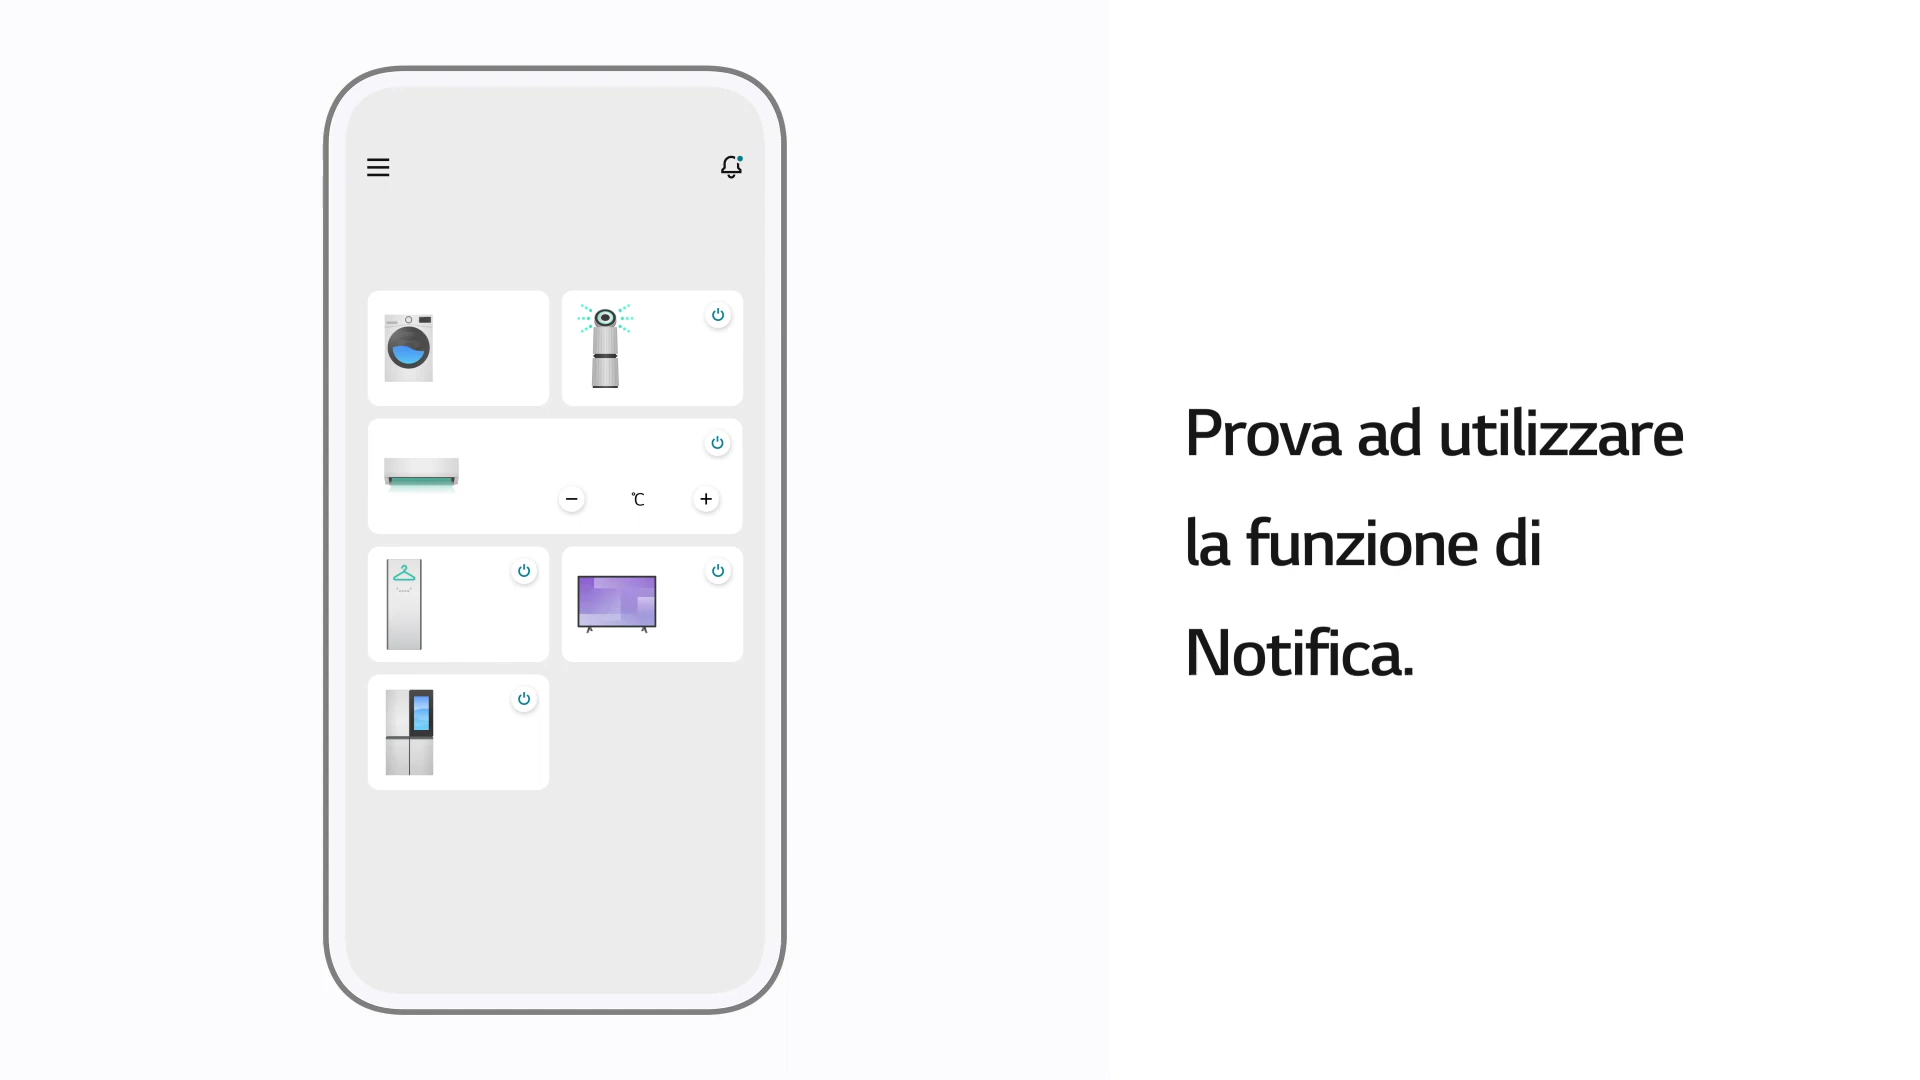 ℃
Prova ad utilizzare
la funzione di
Notifica.